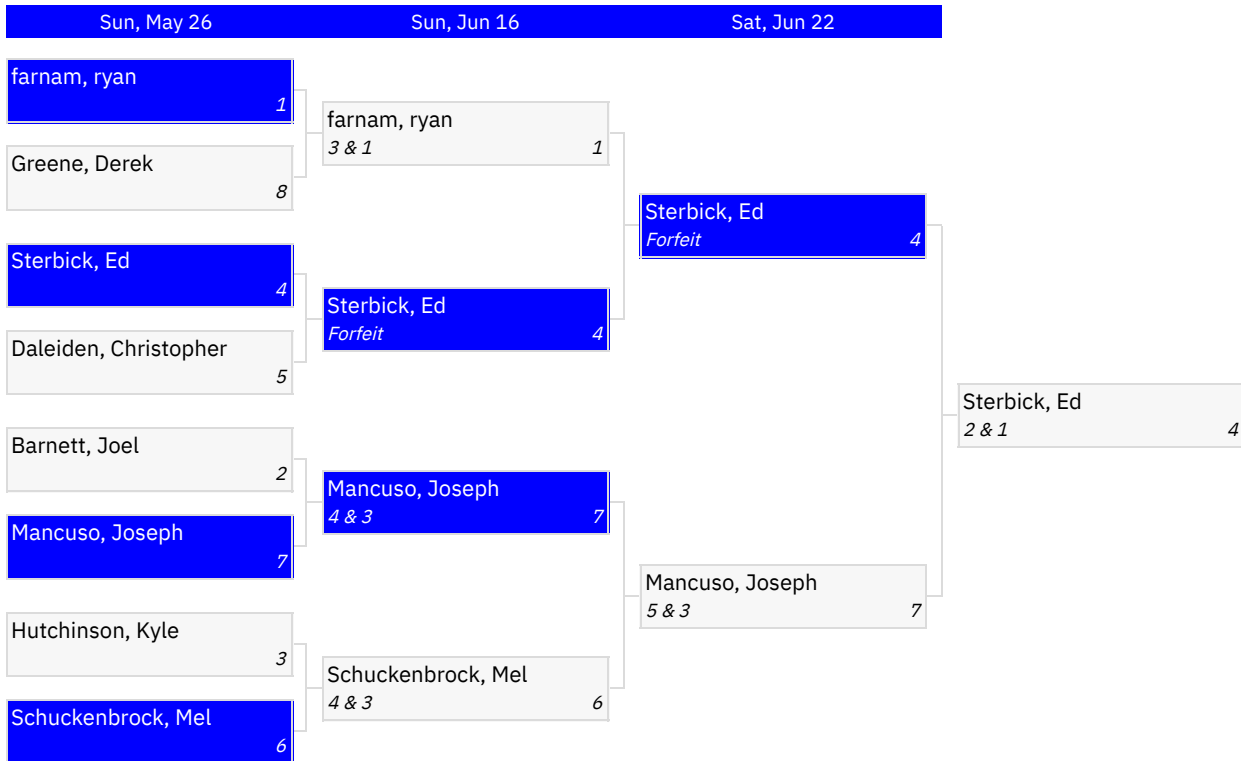 Sun, May 26
Sun, Jun 16
Sat, Jun 22
farnam, ryan
1
Greene, Derek
8
Sterbick, Ed
4
Daleiden, Christopher
5
Barnett, Joel
2
Mancuso, Joseph
7
Hutchinson, Kyle
3
Schuckenbrock, Mel
6
farnam, ryan
3 & 1 1
Sterbick, Ed
Forfeit 4
Mancuso, Joseph
4 & 3 7
Schuckenbrock, Mel
4 & 3 6
Sterbick, Ed
Forfeit 4
Mancuso, Joseph
5 & 3 7
Sterbick, Ed
2 & 1 4